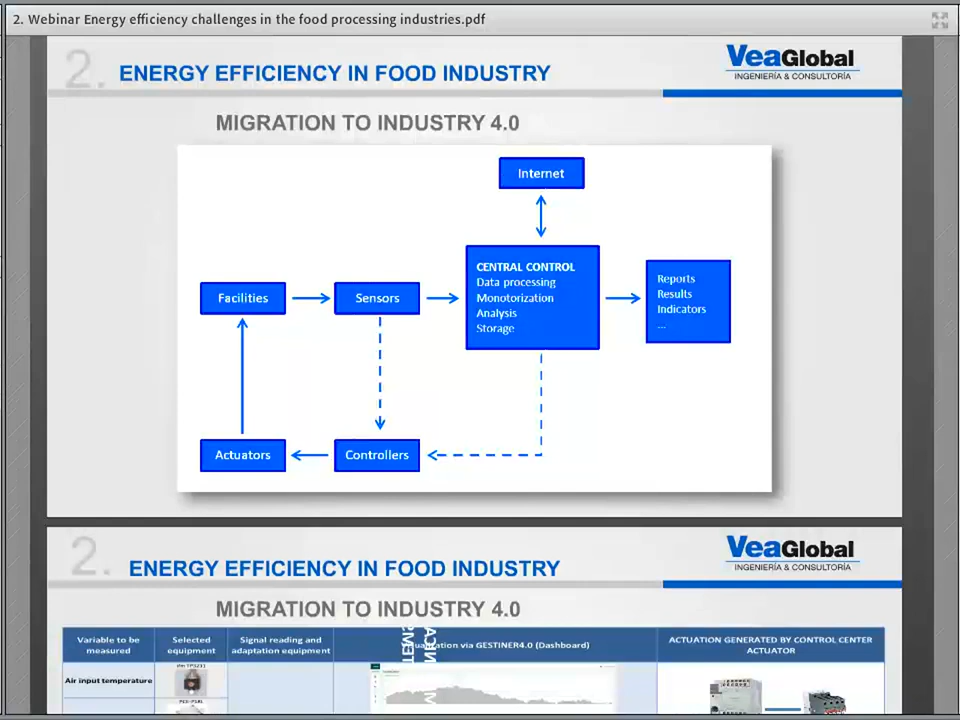 2. Webinar Energy efficiency challenges in the food processing industries.pdf
2. ENERGY EFFICIENCY IN FOOD INDUSTRY
VeaGlobal
INGENIERÍA & CONSULTORÍA
MIGRATION TO INDUSTRY 4.0
Internet
CENTRAL CONTROL
Data processing
Monotorization
Analysis
Storage
Facilities
Sensors
Reports
Results
Indicators
...
Actuators
Controllers
2. ENERGY EFFICIENCY IN FOOD INDUSTRY
VeaGlobal
INGENIERÍA & CONSULTORÍA
MIGRATION TO INDUSTRY 4.0
Variable to be
measured
Selected
equipment
Signal reading and
adaptation equipment
via GESTINER4.0 (Dashboard)
ACTUATION GENERATED BY CONTROL CENTER
ACTUATOR
Air input temperature